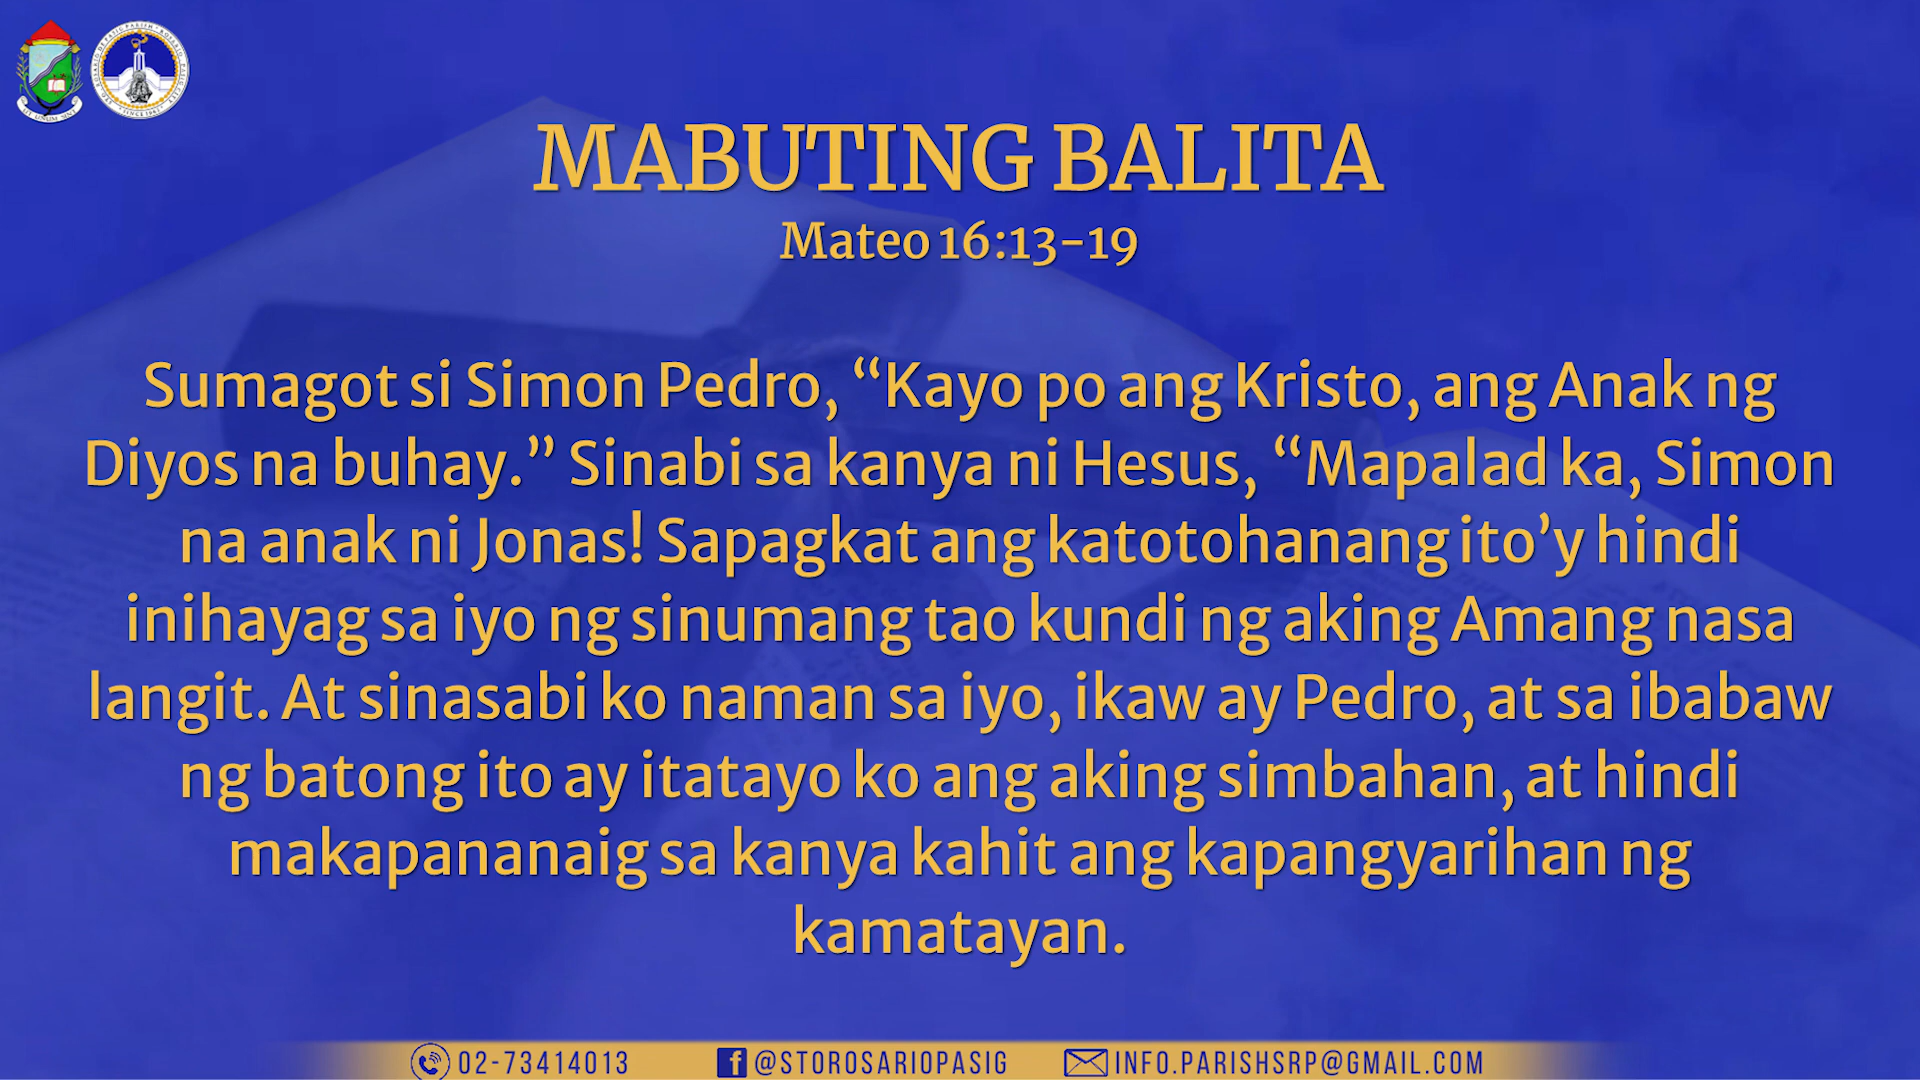 MABUTING BALITA
Mateo 16:13-19
Sumagot si Simon Pedro, “Kayo po ang Kristo, ang Anak ng
Diyos na buhay.” Sinabi sa kanya ni Hesus, “Mapalad ka, Simon
na anak ni Jonas! Sapagkat ang katotohanang ito’y hindi
inihayag sa iyo ng sinumang tao kundi ng aking Amang nasa
langit. At sinasabi ko naman sa iyo, ikaw ay Pedro, at sa ibabaw
ng batong ito ay itatayo ko ang aking simbahan, at hindi
makapananaig sa kanya kahit ang kapangyarihan ng
kamatayan.
02-73414013 @STOROSARIOPASIG INFO.PARISHSRP@GMAIL.COM